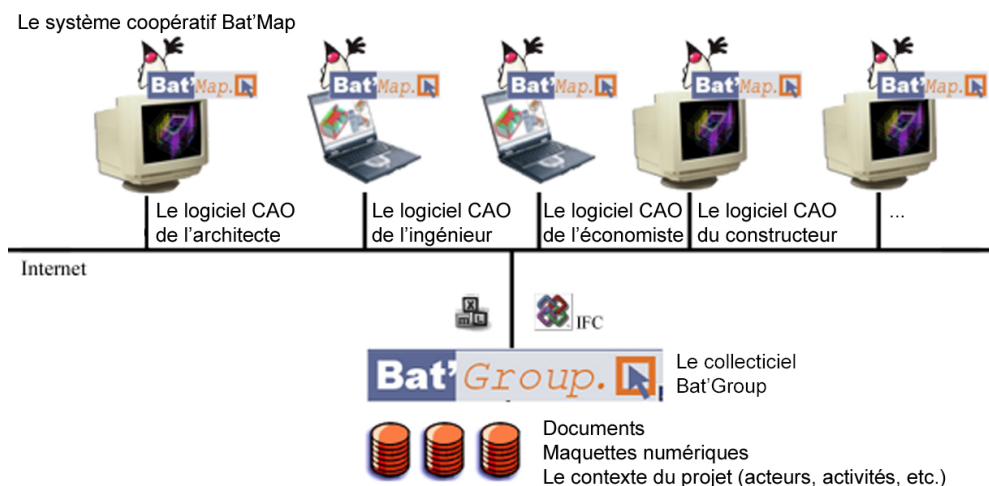 Le système coopératif Bat’Map
Bat’Map.
Bat’Map.
Bat’Map.
Bat’Map.
Bat’Map.
Le logiciel CAO
de l’architecte
Le logiciel CAO
de l’ingénieur
Le logiciel CAO
de l’économiste
Le logiciel CAO
du constructeur
...
Internet
X
m L
IFC
Bat’Group.
Le collecticiel
Bat’Group
Documents
Maquettes numériques
Le contexte du projet (acteurs, activités, etc.)